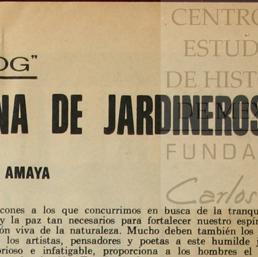 OG"
NA DE JARDINEROS
AMAYA
cones a los que concurrimos en busca de la tranqu
y la paz tan necesarios para fortalecer nuestro espír
ón viva de la naturaleza. Mucho deben también los
los artistas, pensadores y poetas a este humilde j
orioso e infatigable, proporciona a los hombres el
CENTRO
ESTUD
DE HIST
FUNDA
Carlos